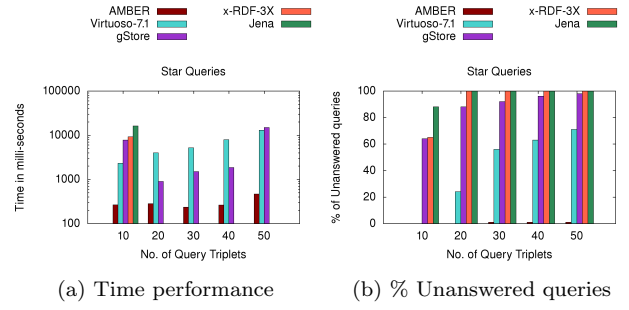 AMBER
Virtuoso-7.1
gStore
x-RDF-3X
Jena
Star Queries
Time in milli-seconds
100000
10000
1000
100
10 20 30 40 50
No. of Query Triplets
(a) Time performance
AMBER
Virtuoso-7.1
gStore
x-RDF-3X
Jena
Star Queries
% of Unanswered queries
100
80
60
40
20
0
10 20 30 40 50
No. of Query Triplets
(b) % Unanswered queries